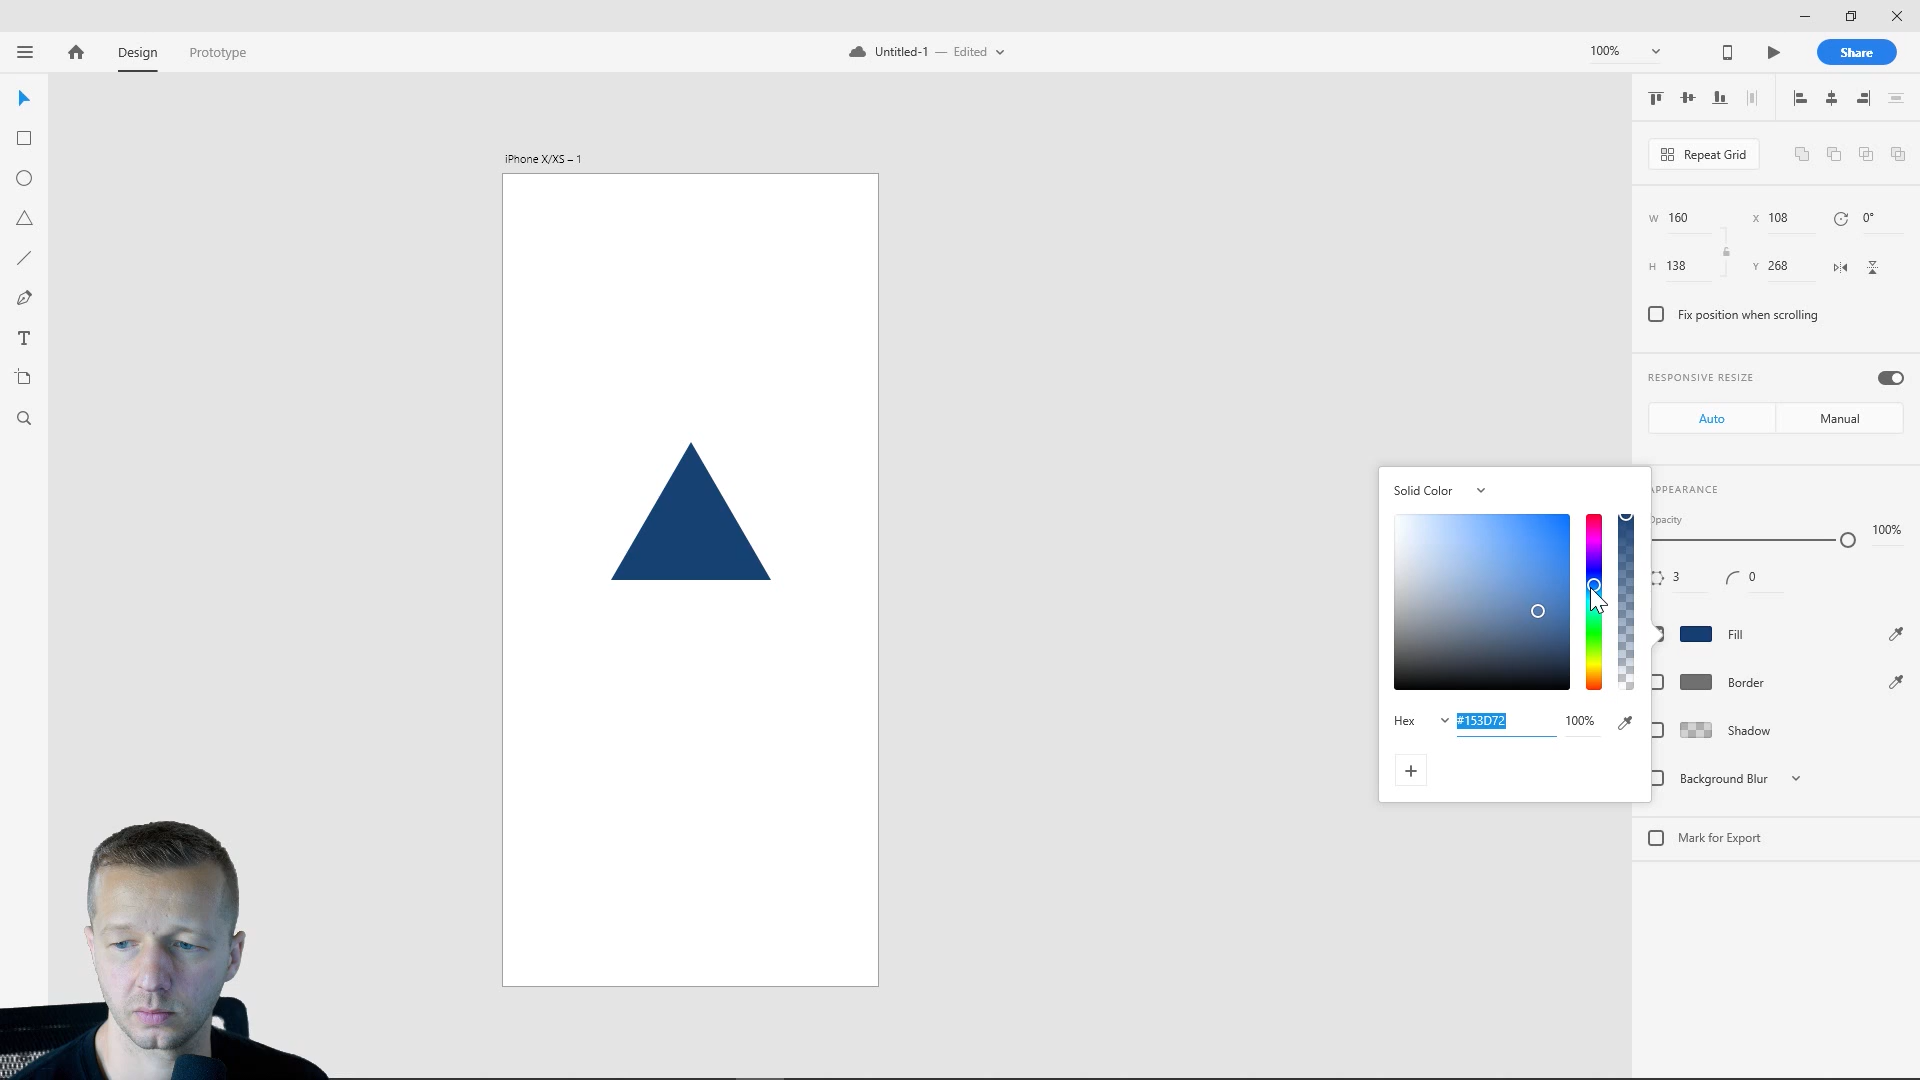 Design
Prototype
Untitled-1 — Edited
100%
Share
iPhone X/XS – 1
Repeat Grid
W 160
X 108
0°
H 138
Y 268
Fix position when scrolling
RESPONSIVE RESIZE
Auto
Manual
Solid Color
APPEARANCE
Opacity
100%
3
0
Fill
Border
Hex
#153D72
100%
Shadow
Background Blur
Mark for Export